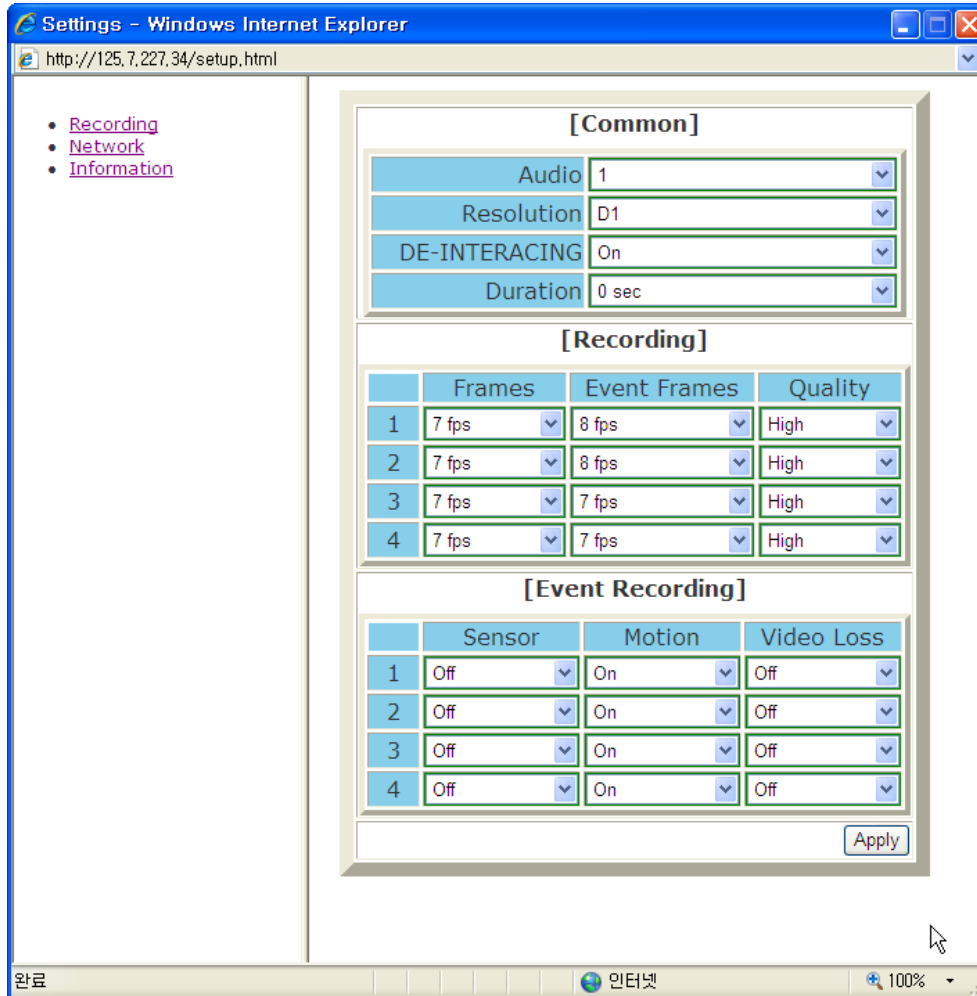 Settings - Windows Internet Explorer
http://125.7.227.34/setup.html
Recording
Network
Information
[Common]
Audio 1
Resolution D1
DE-INTERACING On
Duration 0 sec
[Recording]
Frames Event Frames Quality
1 7 fps 8 fps High
2 7 fps 8 fps High
3 7 fps 7 fps High
4 7 fps 7 fps High
[Event Recording]
Sensor Motion Video Loss
1 Off On Off
2 Off On Off
3 Off On Off
4 Off On Off
Apply
완료 인터넷 100%